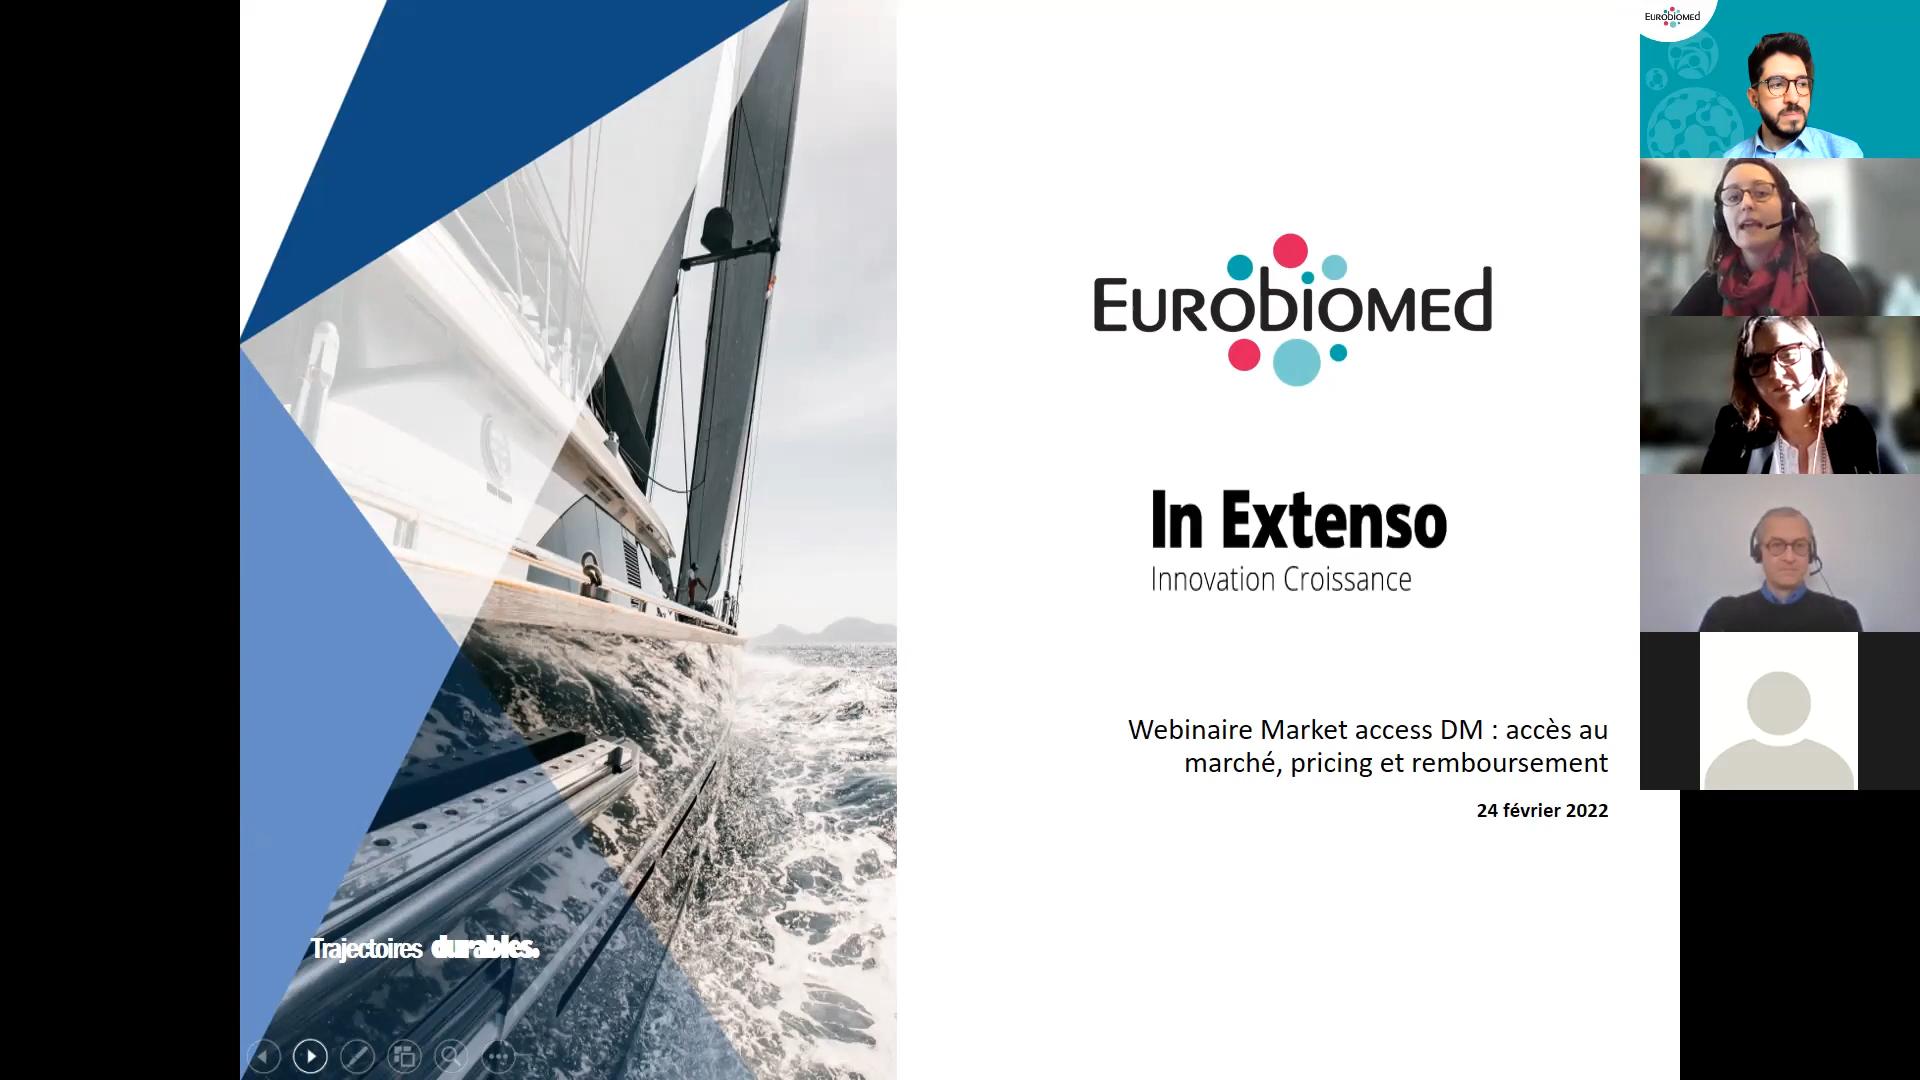 EUROBIOMED
In Extenso
Innovation Croissance
Webinaire Market access DM : accès au
marché, pricing et remboursement
24 février 2022
Trajectoires durables.
EUROBIOMED